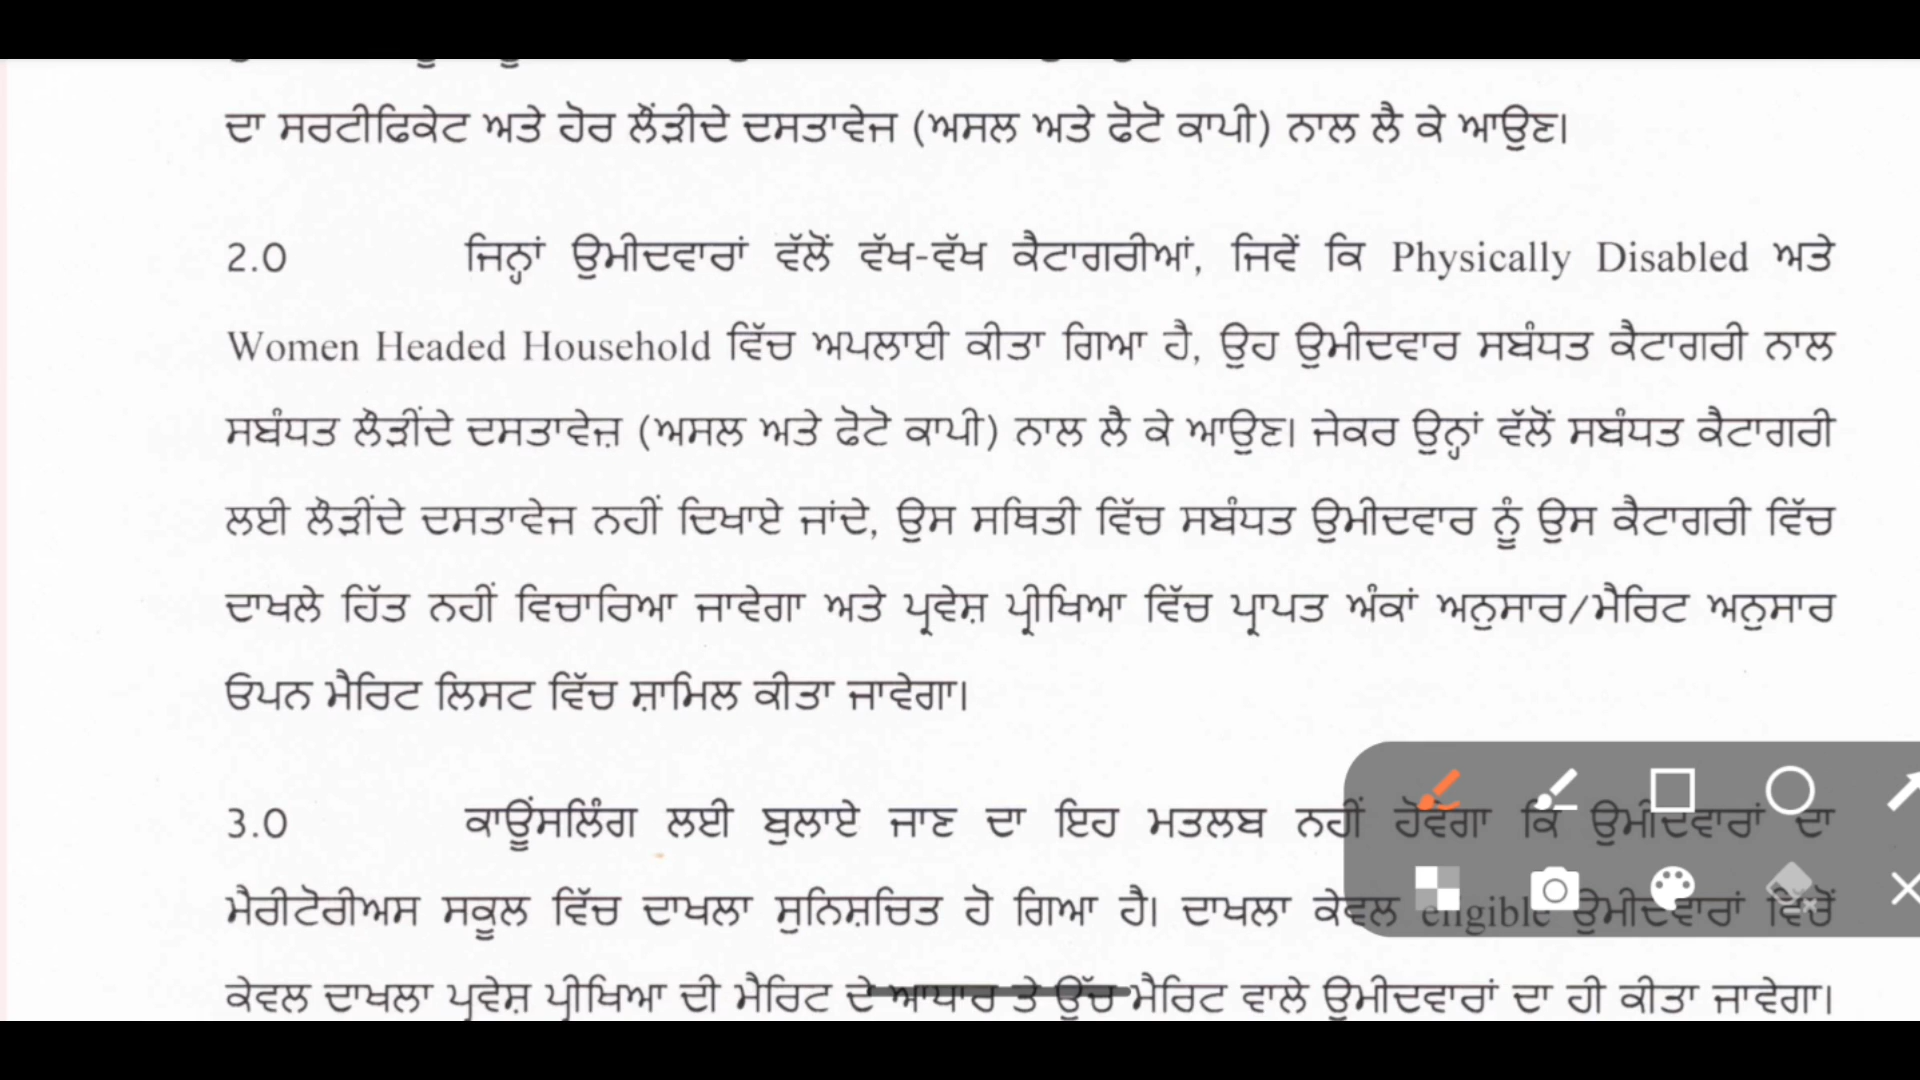 ਦਾ ਸਰਟੀਫਿਕੇਟ ਅਤੇ ਹੋਰ ਲੋੜੀਂਦੇ ਦਸਤਾਵੇਜ (ਅਸਲ ਅਤੇ ਫੋਟੋ ਕਾਪੀ) ਨਾਲ ਲੈ ਕੇ ਆਉਣ।
2.0 ਜਿਨ੍ਹਾਂ ਉਮੀਦਵਾਰਾਂ ਵੱਲੋਂ ਵੱਖ-ਵੱਖ ਕੈਟਾਗਰੀਆਂ, ਜਿਵੇਂ ਕਿ Physically Disabled ਅਤੇ
Women Headed Household ਵਿੱਚ ਅਪਲਾਈ ਕੀਤਾ ਗਿਆ ਹੈ, ਉਹ ਉਮੀਦਵਾਰ ਸਬੰਧਤ ਕੈਟਾਗਰੀ ਨਾਲ
ਸਬੰਧਤ ਲੋੜੀਂਦੇ ਦਸਤਾਵੇਜ਼ (ਅਸਲ ਅਤੇ ਫੋਟੋ ਕਾਪੀ) ਨਾਲ ਲੈ ਕੇ ਆਉਣ। ਜੇਕਰ ਉਨ੍ਹਾਂ ਵੱਲੋਂ ਸਬੰਧਤ ਕੈਟਾਗਰੀ
ਲਈ ਲੋੜੀਂਦੇ ਦਸਤਾਵੇਜ ਨਹੀਂ ਦਿਖਾਏ ਜਾਂਦੇ, ਉਸ ਸਥਿਤੀ ਵਿੱਚ ਸਬੰਧਤ ਉਮੀਦਵਾਰ ਨੂੰ ਉਸ ਕੈਟਾਗਰੀ ਵਿੱਚ
ਦਾਖਲੇ ਹਿੱਤ ਨਹੀਂ ਵਿਚਾਰਿਆ ਜਾਵੇਗਾ ਅਤੇ ਪ੍ਰਵੇਸ਼ ਪ੍ਰੀਖਿਆ ਵਿੱਚ ਪ੍ਰਾਪਤ ਅੰਕਾਂ ਅਨੁਸਾਰ/ਮੈਰਿਟ ਅਨੁਸਾਰ
ਓਪਨ ਮੈਰਿਟ ਲਿਸਟ ਵਿੱਚ ਸ਼ਾਮਿਲ ਕੀਤਾ ਜਾਵੇਗਾ।
3.0 ਕਾਊਂਸਲਿੰਗ ਲਈ ਬੁਲਾਏ ਜਾਣ ਦਾ ਇਹ ਮਤਲਬ ਨਹੀਂ ਹੋਵੇਗਾ ਕਿ ਉਮੀਦਵਾਰਾਂ ਦਾ
ਮੈਰੀਟੋਰੀਅਸ ਸਕੂਲ ਵਿੱਚ ਦਾਖਲਾ ਸੁਨਿਸ਼ਚਿਤ ਹੋ ਗਿਆ ਹੈ। ਦਾਖਲਾ ਕੇਵਲ eligible ਉਮੀਦਵਾਰਾਂ ਵਿੱਚੋਂ
ਕੇਵਲ ਦਾਖਲਾ ਪ੍ਰਵੇਸ਼ ਪ੍ਰੀਖਿਆ ਦੀ ਮੈਰਿਟ ਦੇ ਆਧਾਰ ਤੇ ਉੱਚ ਮੈਰਿਟ ਵਾਲੇ ਉਮੀਦਵਾਰਾਂ ਦਾ ਹੀ ਕੀਤਾ ਜਾਵੇਗਾ।